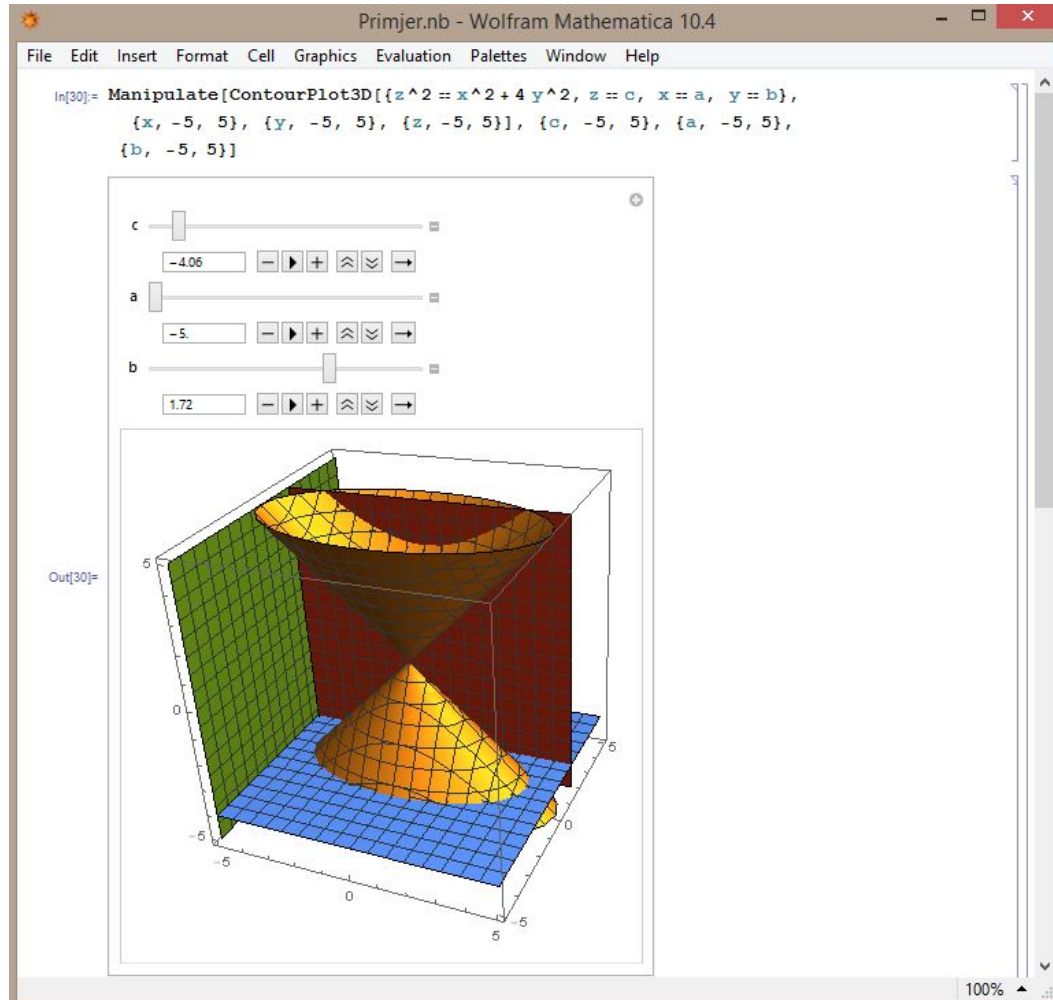 Primjer.nb - Wolfram Mathematica 10.4
File Edit Insert Format Cell Graphics Evaluation Palettes Window Help
In[30]:= Manipulate[ContourPlot3D[{z^2 == x^2 + 4 y^2, z == c, x == a, y == b},
{x, -5, 5}, {y, -5, 5}, {z, -5, 5}], {c, -5, 5}, {a, -5, 5},
{b, -5, 5}]
c
-4.06
a
-5.
b
1.72
Out[30]=
5
0
-5
-5
0
5
-5
0
5
100%